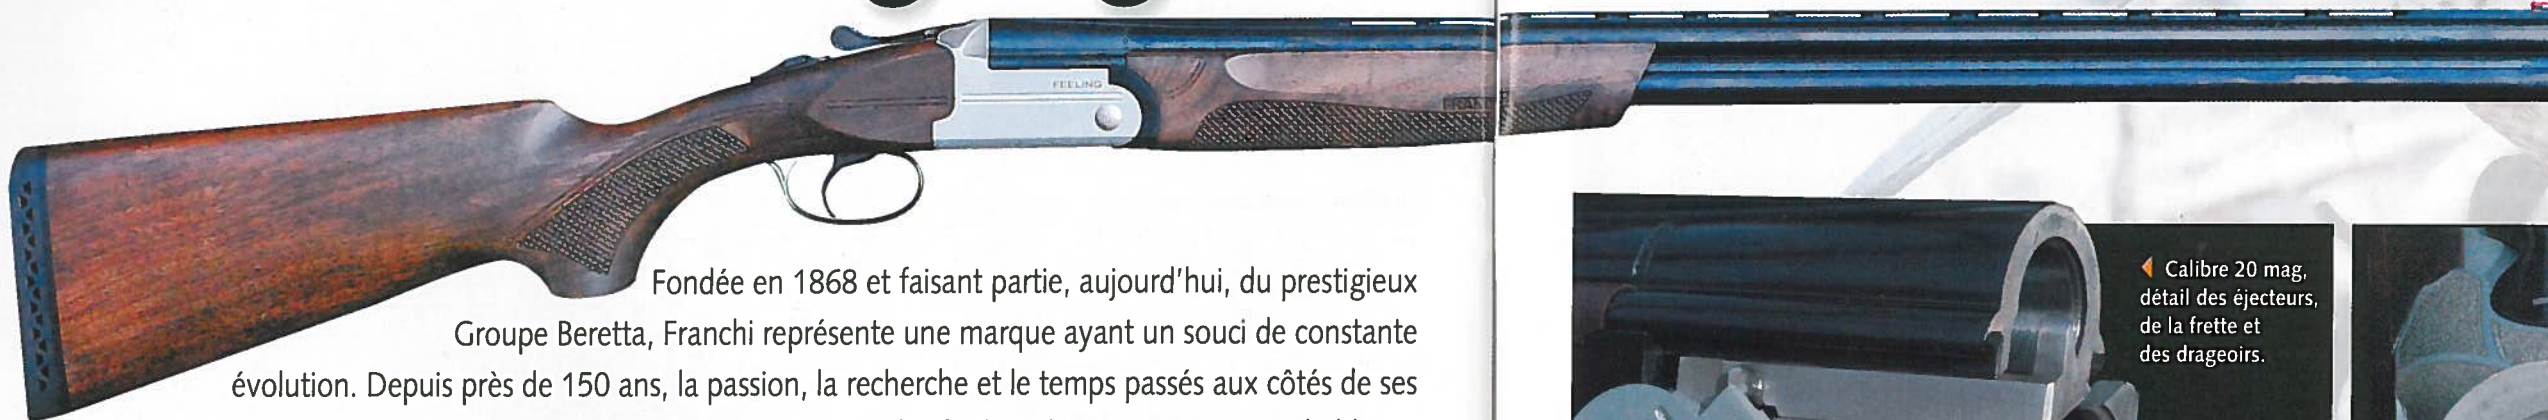 FEELING
FRANCHI
Fondée en 1868 et faisant partie, aujourd'hui, du prestigieux
Groupe Beretta, Franchi représente une marque ayant un souci de constante
évolution. Depuis près de 150 ans, la passion, la recherche et le temps passés aux côtés de ses
Calibre 20 mag,
détail des éjecteurs,
de la frette et
des drageoirs.